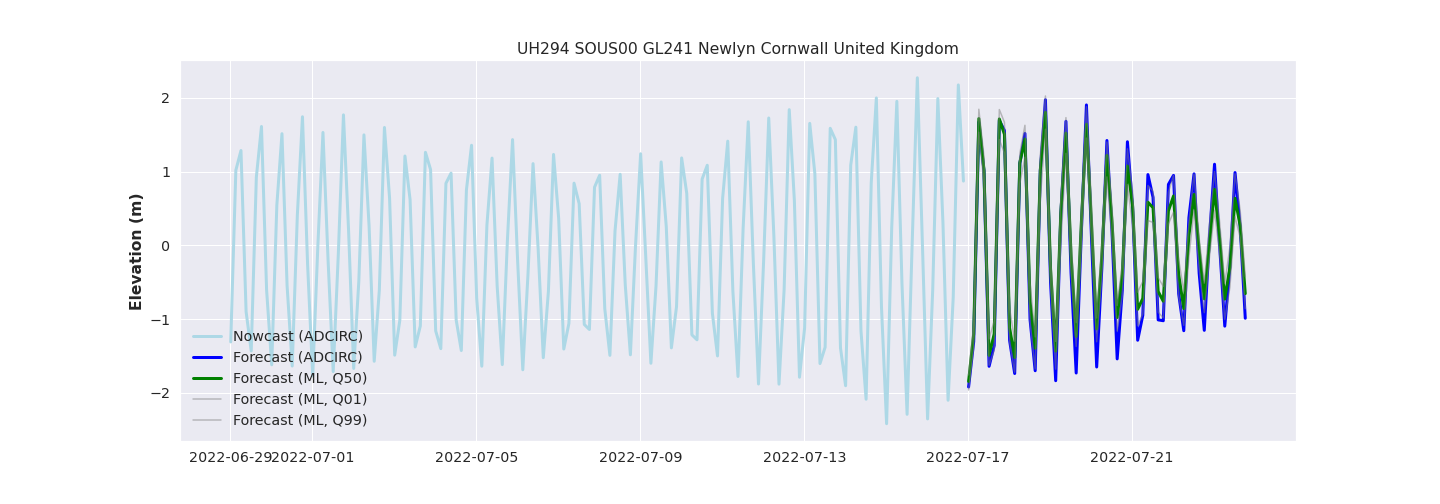 UH294 SOUS00 GL241 Newlyn Cornwall United Kingdom
Elevation (m)
2
1
0
−1
−2
Nowcast (ADCIRC)
Forecast (ADCIRC)
Forecast (ML, Q50)
Forecast (ML, Q01)
Forecast (ML, Q99)
2022-06-29 2022-07-01 2022-07-05 2022-07-09 2022-07-13 2022-07-17 2022-07-21